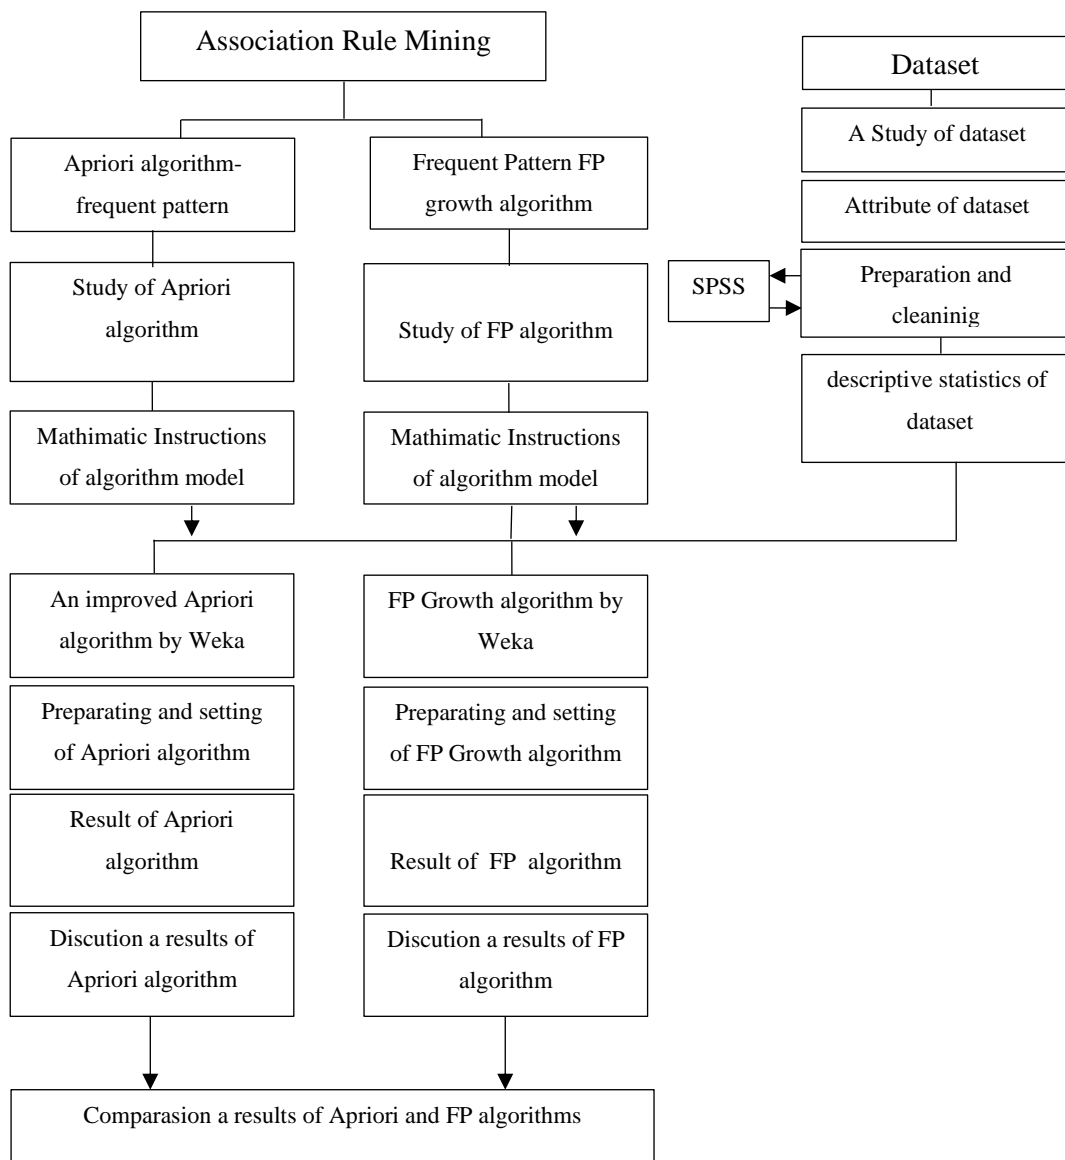 Association Rule Mining
Dataset
Apriori algorithm-
frequent pattern
Frequent Pattern FP
growth algorithm
A Study of dataset
Attribute of dataset
Study of Apriori
algorithm
Study of FP algorithm
SPSS
Preparation and
cleaninig
descriptive statistics of
dataset
Mathimatic Instructions
of algorithm model
Mathimatic Instructions
of algorithm model
An improved Apriori
algorithm by Weka
FP Growth algorithm by
Weka
Preparating and setting
of Apriori algorithm
Preparating and setting
of FP Growth algorithm
Result of Apriori
algorithm
Result of FP algorithm
Discution a results of
Apriori algorithm
Discution a results of FP
algorithm
Comparasion a results of Apriori and FP algorithms